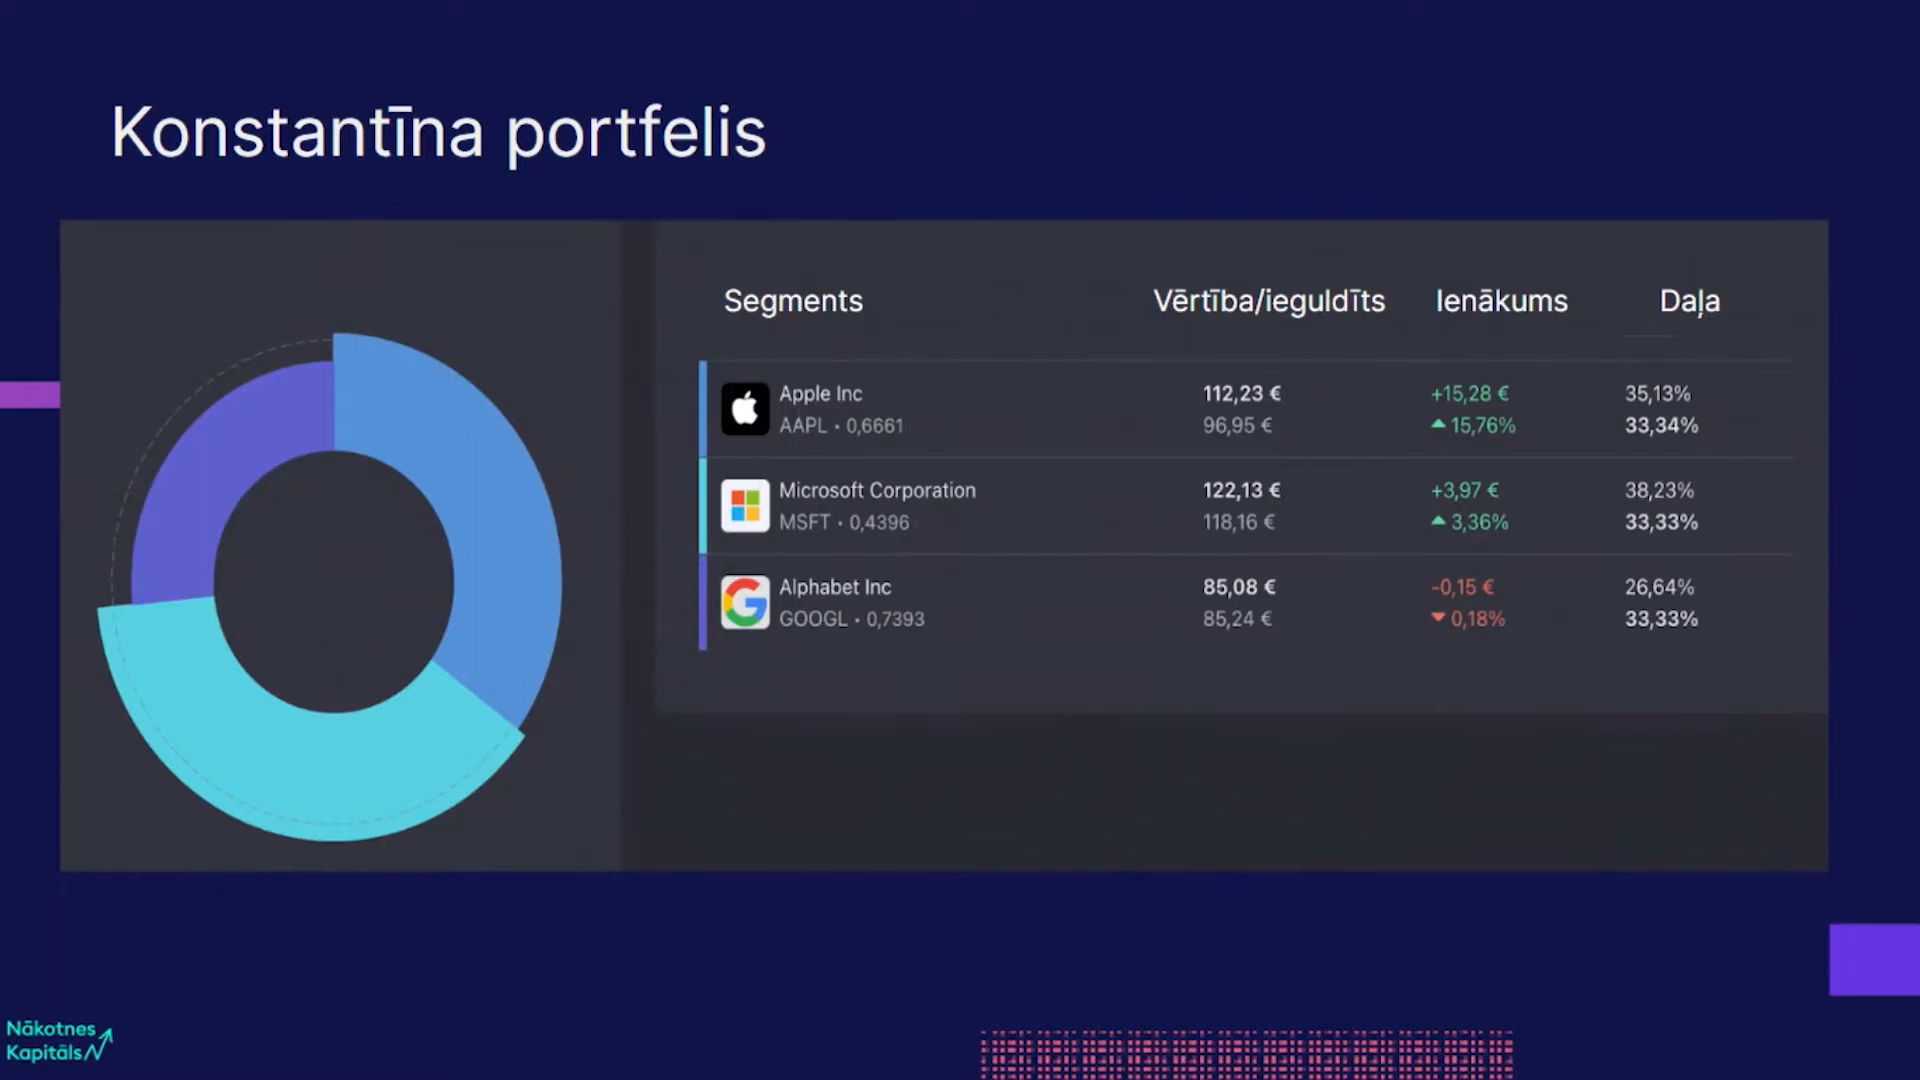 Konstantīna portfelis
Segments Vērtība/ieguldīts Ienākums Daļa
Apple Inc 112,23 € +15,28 € 35,13%
AAPL • 0,6661 96,95 € 15,76% 33,34%
Microsoft Corporation 122,13 € +3,97 € 38,23%
MSFT • 0,4396 118,16 € 3,36% 33,33%
Alphabet Inc 85,08 € -0,15 € 26,64%
GOOGL • 0,7393 85,24 € 0,18% 33,33%
Nākotnes
Kapitāls